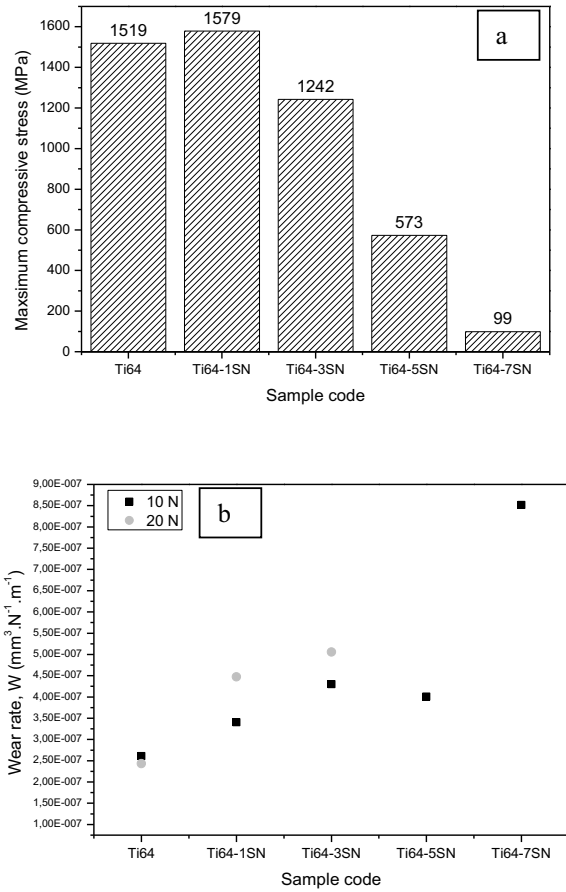 a
Maxsimum compressive stress (MPa)
1600
1400
1200
1000
800
600
400
200
0
1519
1579
1242
573
99
Ti64
Ti64-1SN
Ti64-3SN
Ti64-5SN
Ti64-7SN
Sample code
b
10 N
20 N
Wear rate, W (mm³.N⁻¹.m⁻¹)
9,00E-007
8,50E-007
8,00E-007
7,50E-007
7,00E-007
6,50E-007
6,00E-007
5,50E-007
5,00E-007
4,50E-007
4,00E-007
3,50E-007
3,00E-007
2,50E-007
2,00E-007
1,50E-007
1,00E-007
Ti64
Ti64-1SN
Ti64-3SN
Ti64-5SN
Ti64-7SN
Sample code